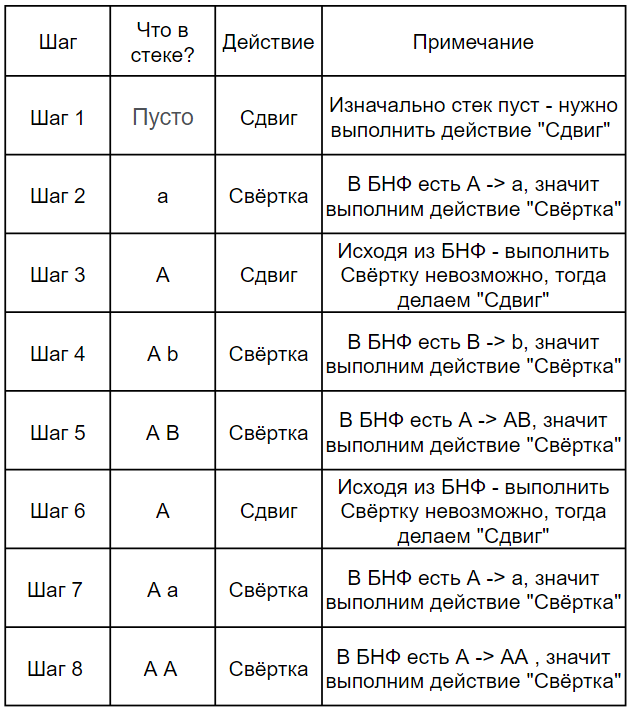 Шаг
Что в
стеке?
Действие
Примечание
Шаг 1
Пусто
Сдвиг
Изначально стек пуст - нужно
выполнить действие "Сдвиг"
Шаг 2
a
Свёртка
В БНФ есть A -> a, значит
выполним действие "Свёртка"
Шаг 3
A
Сдвиг
Исходя из БНФ - выполнить
Свёртку невозможно, тогда
делаем "Сдвиг"
Шаг 4
A b
Свёртка
В БНФ есть B -> b, значит
выполним действие "Свёртка"
Шаг 5
A B
Свёртка
В БНФ есть A -> AB, значит
выполним действие "Свёртка"
Шаг 6
A
Сдвиг
Исходя из БНФ - выполнить
Свёртку невозможно, тогда
делаем "Сдвиг"
Шаг 7
A a
Свёртка
В БНФ есть A -> a, значит
выполним действие "Свёртка"
Шаг 8
A A
Свёртка
В БНФ есть A -> AA , значит
выполним действие "Свёртка"